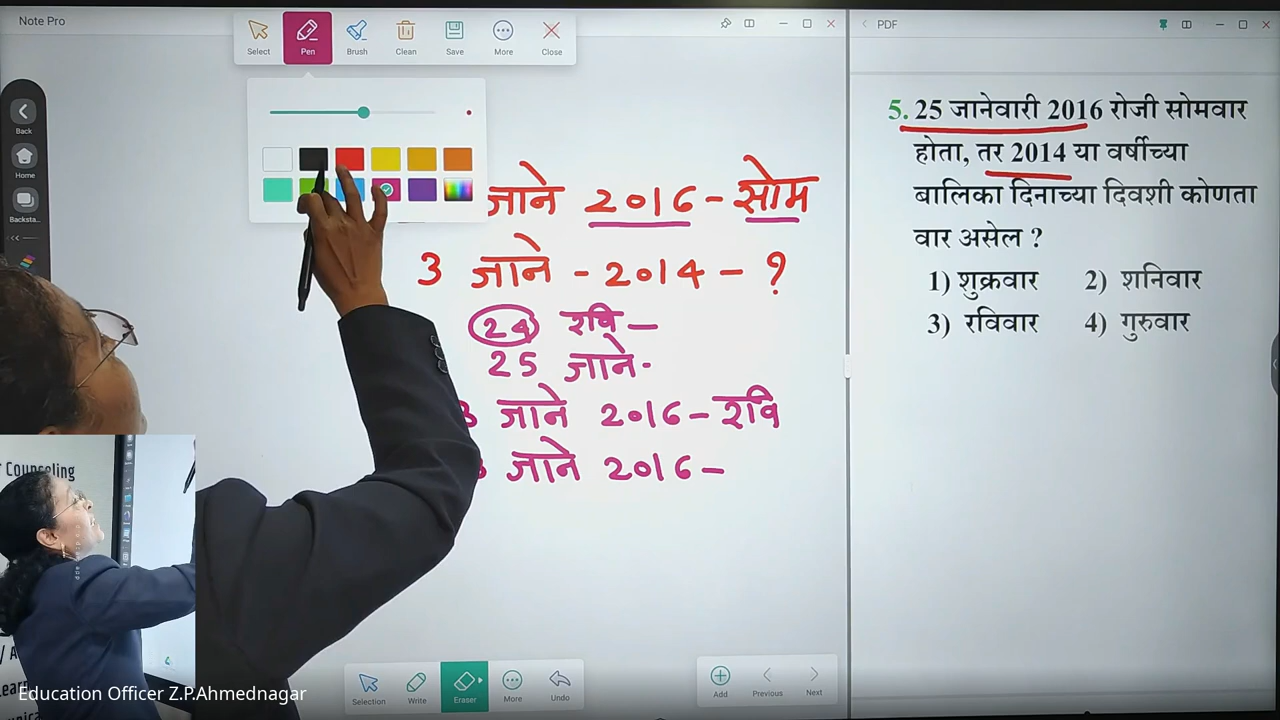 Note Pro
Select Pen Brush Clean Save More Close
Back
Home
Backsta...
जाने 2016 - सोम
3 जाने - 2014 - ?
24 रवि -
25 जाने-
3 जाने 2016 - रवि
जाने 2016 -
Selection Write Eraser More Undo
Add Previous Next
PDF
5. 25 जानेवारी 2016 रोजी सोमवार
होता, तर 2014 या वर्षीच्या
बालिका दिनाच्या दिवशी कोणता
वार असेल ?
1) शुक्रवार 2) शनिवार
3) रविवार 4) गुरुवार
Counseling
Education Officer Z.P.Ahmednagar